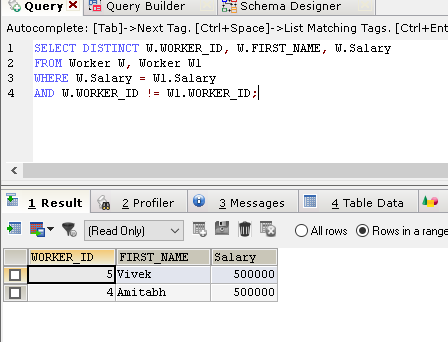 Query Query Builder Schema Designer
Autocomplete: [Tab]->Next Tag. [Ctrl+Space]->List Matching Tags. [Ctrl+Ent
1 SELECT DISTINCT W.WORKER_ID, W.FIRST_NAME, W.Salary
2 FROM Worker W, Worker W1
3 WHERE W.Salary = W1.Salary
4 AND W.WORKER_ID != W1.WORKER_ID;
1 Result 2 Profiler 3 Messages 4 Table Data
(Read Only) All rows Rows in a range
WORKER_ID FIRST_NAME Salary
5 Vivek 500000
4 Amitabh 500000